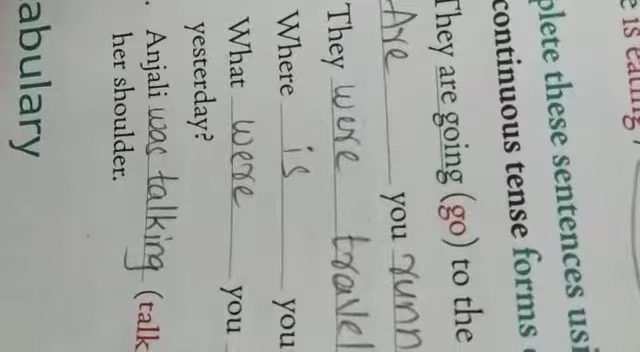 e is eating
plete these sentences usi
continuous tense forms
They are going (go) to the
Are you runn
They were travel
Where is you
What were you
yesterday?
Anjali was talking (talk
her shoulder.
abulary